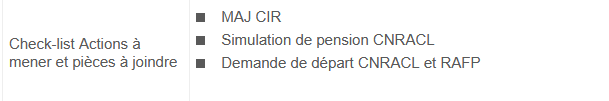 Check-list Actions à
mener et pièces à joindre
MAJ CIR
Simulation de pension CNRACL
Demande de départ CNRACL et RAFP